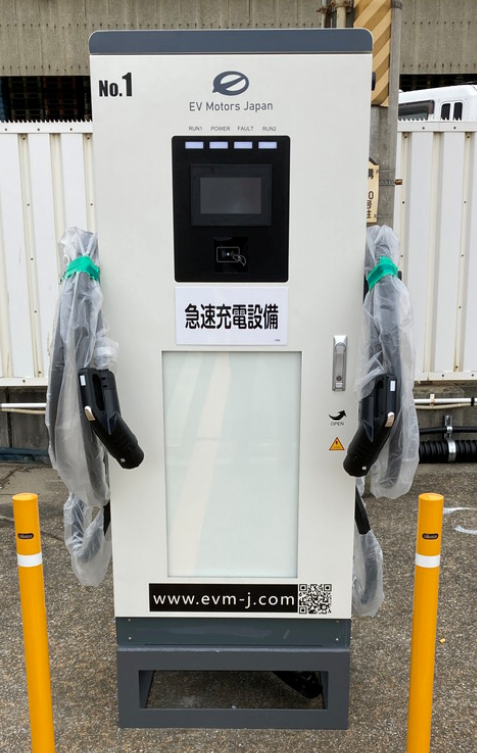 No.1
EV Motors Japan
RUN1 POWER FAULT RUN2
急速充電設備
OPEN
www.evm-j.com